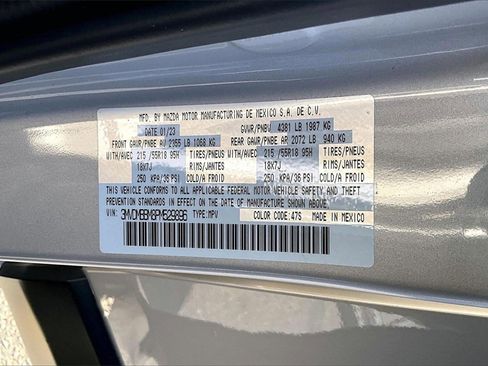 MFD. BY MAZDA MOTOR MANUFACTURING DE MEXICO S.A. DE C.V.
DATE 01/23 GVWR/PNBV 4381 LB 1987 KG
FRONT GAWR/PNBE AV 2355 LB 1068 KG REAR GAWR/PNBE AR 2072 LB 940 KG
WITH/AVEC 215 /55R18 95H TIRES/PNEUS WITH/AVEC 215 /55R18 95H TIRES/PNEUS
18X7J RIMS/JANTES 18X7J RIMS/JANTES
250 KPA/36 PSI COLD/A FROID 250 KPA/36 PSI COLD/A FROID
THIS VEHICLE CONFORMS TO ALL APPLICABLE FEDERAL MOTOR VEHICLE SAFETY AND THEFT
PREVENTION STANDARDS IN EFFECT ON THE DATE OF MANUFACTURE SHOWN ABOVE.
VIN: 3MVDMBBM8PM529896 TYPE: MPV COLOR CODE: 47S MADE IN MEXICO